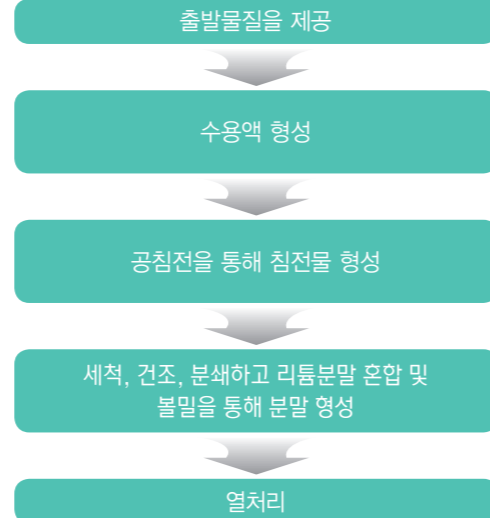 출발물질을 제공
수용액 형성
공침전을 통해 침전물 형성
세척, 건조, 분쇄하고 리튬분말 혼합 및
볼밀을 통해 분말 형성
열처리